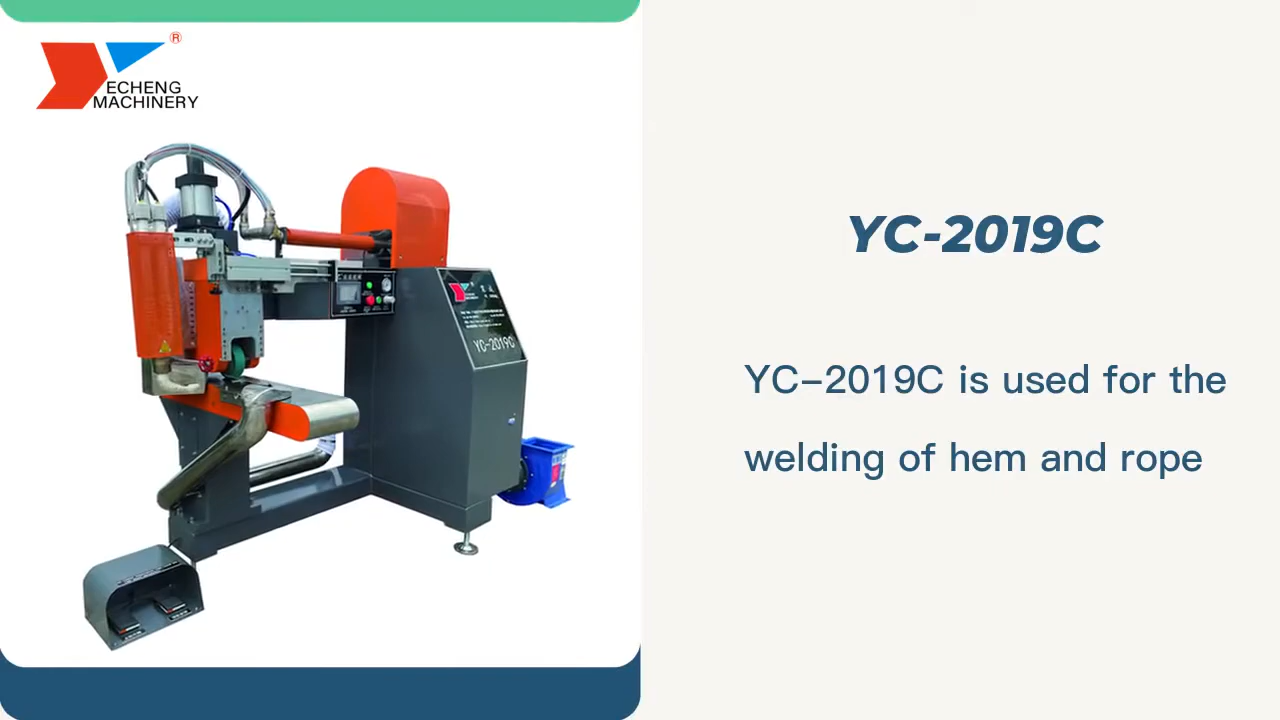 ®
ECHENG
MACHINERY
YC-2019C
YC-2019C
YC-2019C is used for the
welding of hem and rope